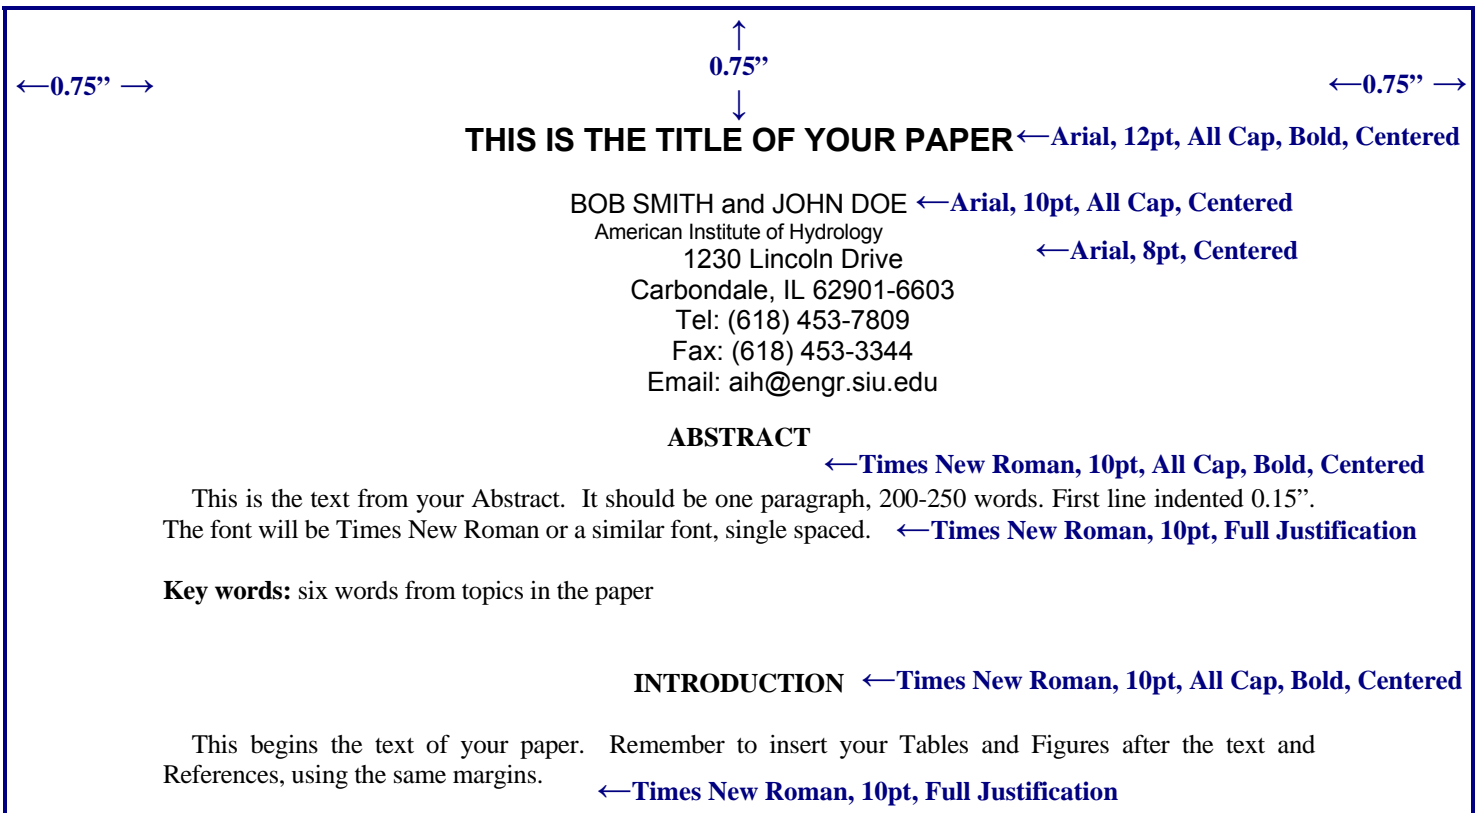 ↑
0.75”
←0.75” →
←0.75” →
↓
THIS IS THE TITLE OF YOUR PAPER←Arial, 12pt, All Cap, Bold, Centered
BOB SMITH and JOHN DOE ←Arial, 10pt, All Cap, Centered
American Institute of Hydrology
←Arial, 8pt, Centered
1230 Lincoln Drive
Carbondale, IL 62901-6603
Tel: (618) 453-7809
Fax: (618) 453-3344
Email: aih@engr.siu.edu
ABSTRACT
←Times New Roman, 10pt, All Cap, Bold, Centered
This is the text from your Abstract.  It should be one paragraph, 200-250 words. First line indented 0.15”.
The font will be Times New Roman or a similar font, single spaced. ←Times New Roman, 10pt, Full Justification
Key words: six words from topics in the paper
INTRODUCTION ←Times New Roman, 10pt, All Cap, Bold, Centered
This begins the text of your paper.  Remember to insert your Tables and Figures after the text and
References, using the same margins.
←Times New Roman, 10pt, Full Justification